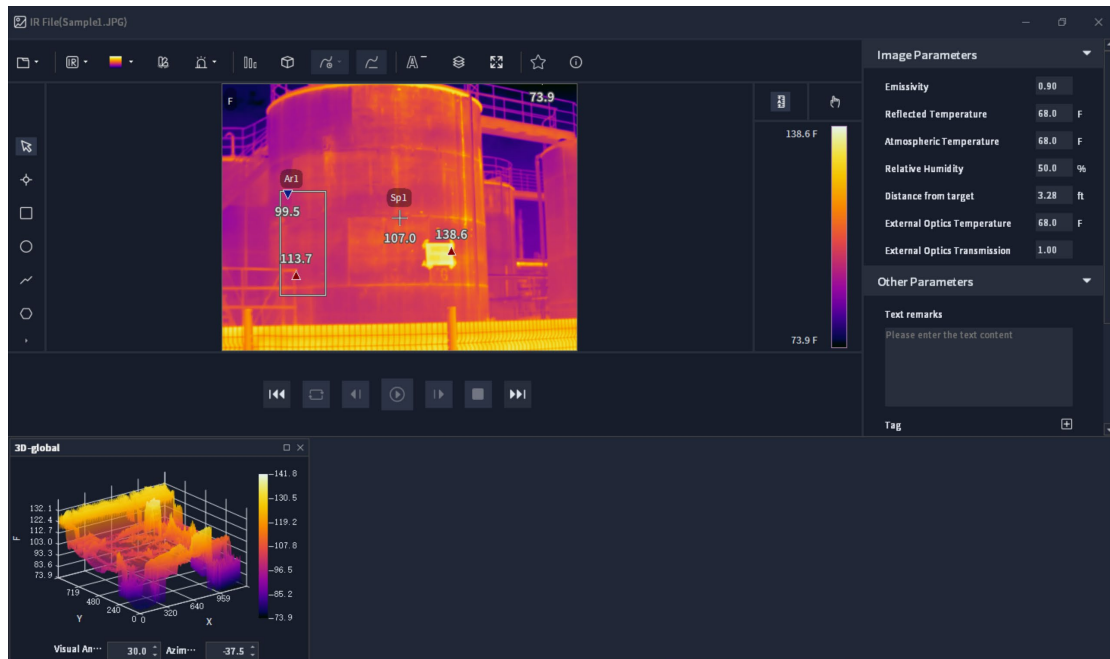 IR File(Sample1.JPG)
IR
A
F
73.9
Ar1
99.5
113.7
Sp1
107.0
138.6
138.6 F
73.9 F
Image Parameters
Emissivity 0.90
Reflected Temperature 68.0 F
Atmospheric Temperature 68.0 F
Relative Humidity 50.0 %
Distance from target 3.28 ft
External Optics Temperature 68.0 F
External Optics Transmission 1.00
Other Parameters
Text remarks
Please enter the text content
Tag
3D-global
141.8
130.5
119.2
107.8
96.5
85.2
73.9
132.1
122.4
112.7
103.0
93.3
83.6
73.9
F
719
480
240
0
Y
0
320
640
959
X
Visual An··· 30.0 Azim··· -37.5